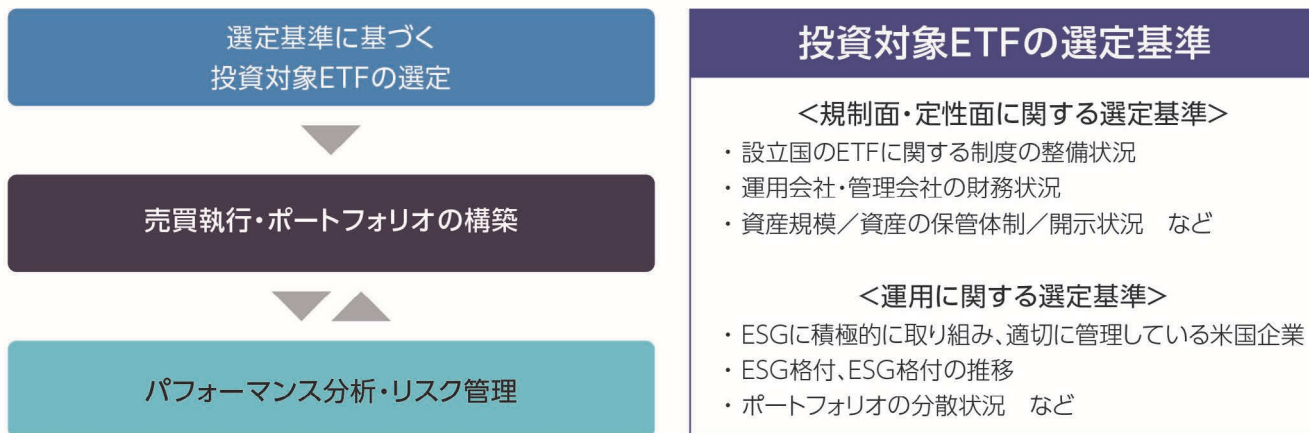 選定基準に基づく
投資対象ETFの選定
売買執行・ポートフォリオの構築
パフォーマンス分析・リスク管理
投資対象ETFの選定基準
＜規制面・定性面に関する選定基準＞
・ 設立国のETFに関する制度の整備状況
・ 運用会社・管理会社の財務状況
・ 資産規模／資産の保管体制／開示状況　など
＜運用に関する選定基準＞
・ ESGに積極的に取り組み、適切に管理している米国企業
・ ESG格付、ESG格付の推移
・ ポートフォリオの分散状況　など